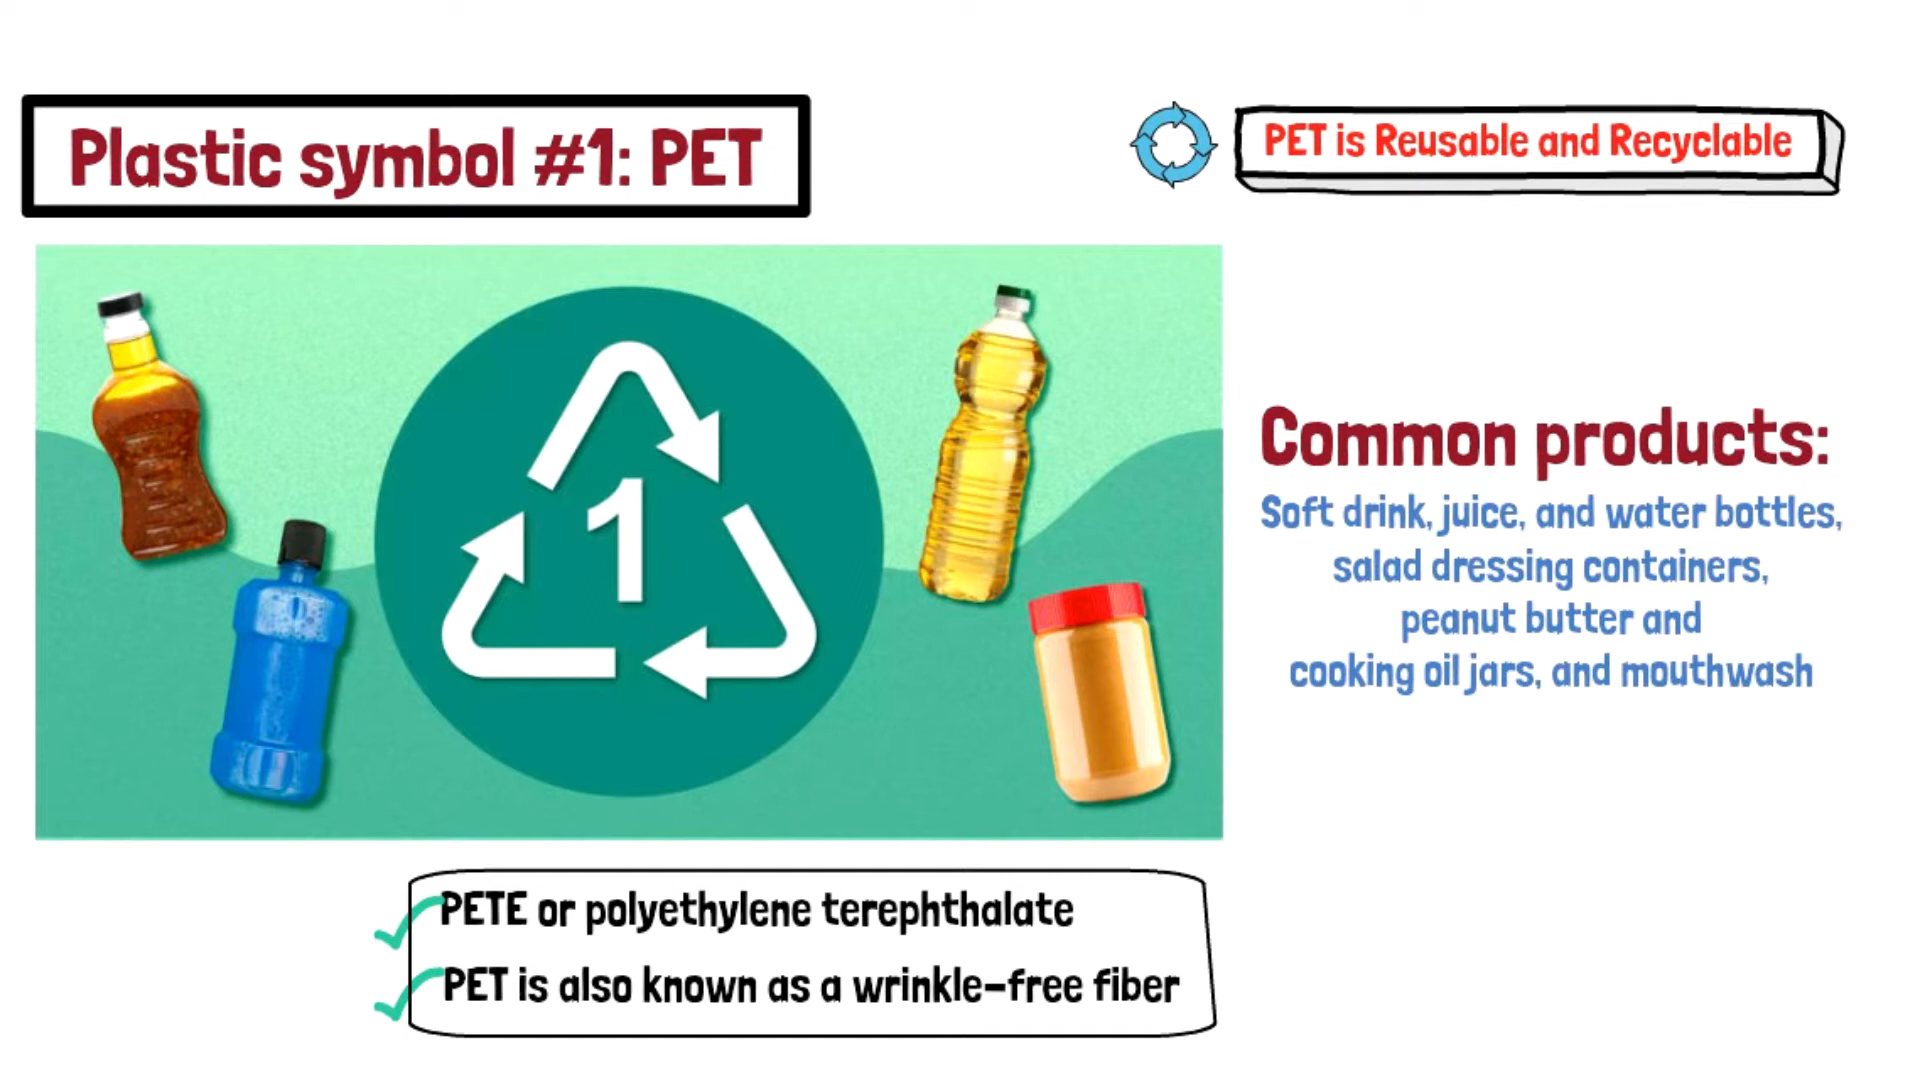 Plastic symbol #1: PET
PET is Reusable and Recyclable
1
Common products:
Soft drink, juice, and water bottles,
salad dressing containers,
peanut butter and
cooking oil jars, and mouthwash
PETE or polyethylene terephthalate
PET is also known as a wrinkle-free fiber